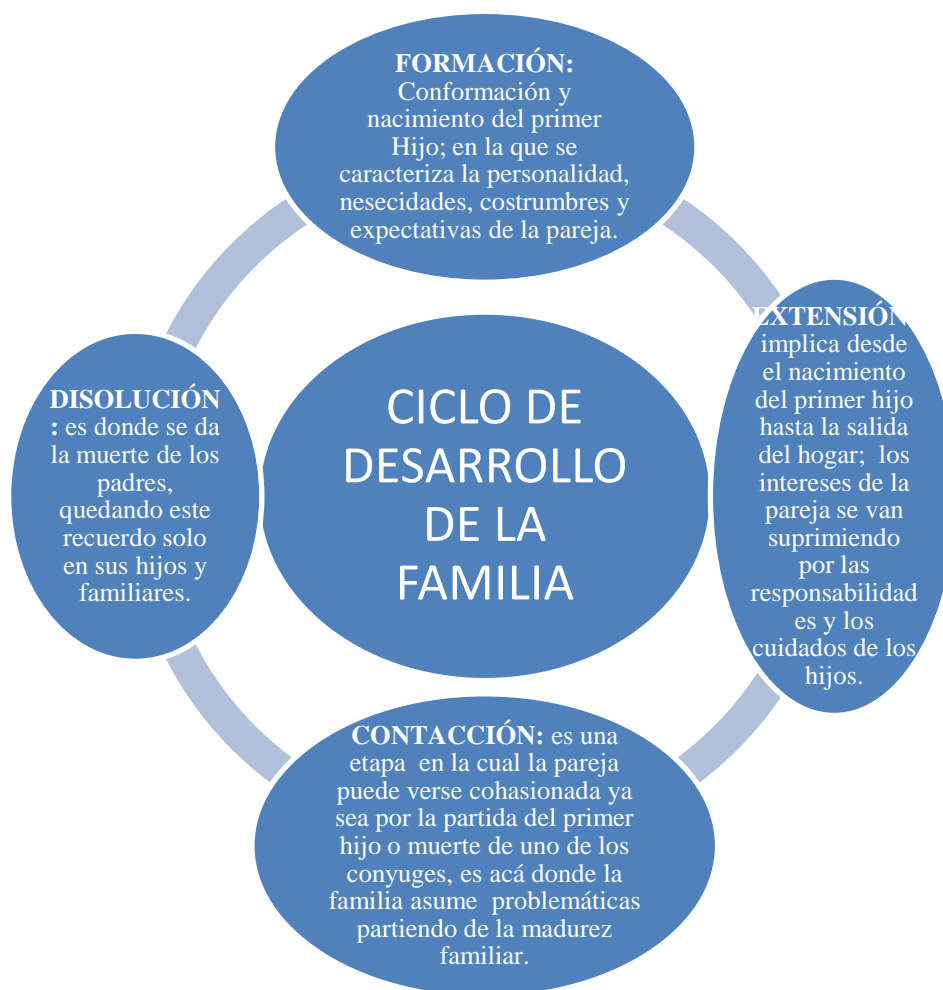 FORMACIÓN:
Conformación y
nacimiento del primer
Hijo; en la que se
caracteriza la personalidad,
nesecidades, costrumbres y
expectativas de la pareja.
EXTENSIÓN
implica desde
el nacimiento
del primer hijo
hasta la salida
del hogar; los
intereses de la
pareja se van
suprimiendo
por las
responsabilidad
es y los
cuidados de los
hijos.
CONTACCIÓN: es una
etapa en la cual la pareja
puede verse cohasionada ya
sea por la partida del primer
hijo o muerte de uno de los
conyuges, es acá donde la
familia asume problemáticas
partiendo de la madurez
familiar.
DISOLUCIÓN
: es donde se da
la muerte de los
padres,
quedando este
recuerdo solo
en sus hijos y
familiares.
CICLO DE
DESARROLLO
DE LA
FAMILIA